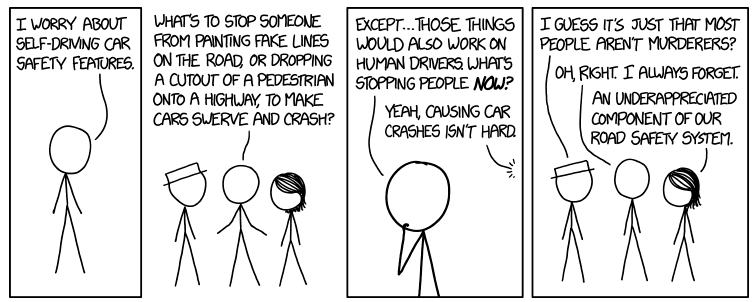 I WORRY ABOUT
SELF-DRIVING CAR
SAFETY FEATURES.
WHAT'S TO STOP SOMEONE
FROM PAINTING FAKE LINES
ON THE ROAD, OR DROPPING
A CUTOUT OF A PEDESTRIAN
ONTO A HIGHWAY, TO MAKE
CARS SWERVE AND CRASH?
EXCEPT... THOSE THINGS
WOULD ALSO WORK ON
HUMAN DRIVERS. WHAT'S
STOPPING PEOPLE NOW?
YEAH, CAUSING CAR
CRASHES ISN'T HARD.
I GUESS IT'S JUST THAT MOST
PEOPLE AREN'T MURDERERS?
OH, RIGHT. I ALWAYS FORGET.
AN UNDERAPPRECIATED
COMPONENT OF OUR
ROAD SAFETY SYSTEM.